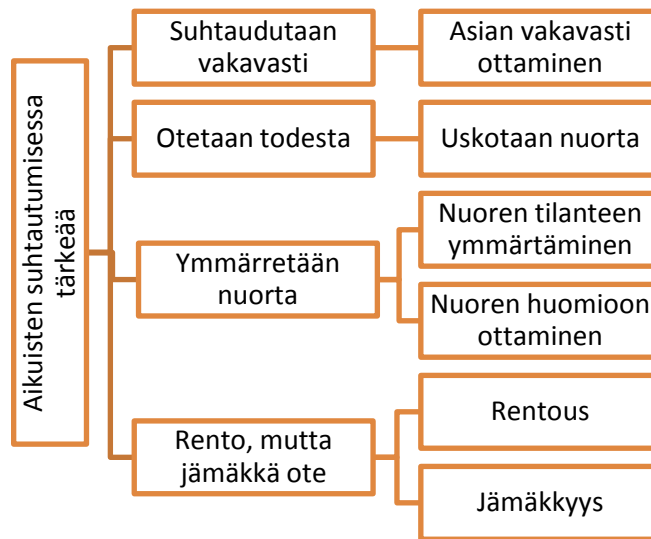 Aikuisten suhtautumisessa
tärkeää
Suhtaudutaan
vakavasti
Asian vakavasti
ottaminen
Otetaan todesta
Uskotaan nuorta
Ymmärretään
nuorta
Nuoren tilanteen
ymmärtäminen
Nuoren huomioon
ottaminen
Rento, mutta
jämäkkä ote
Rentous
Jämäkkyys